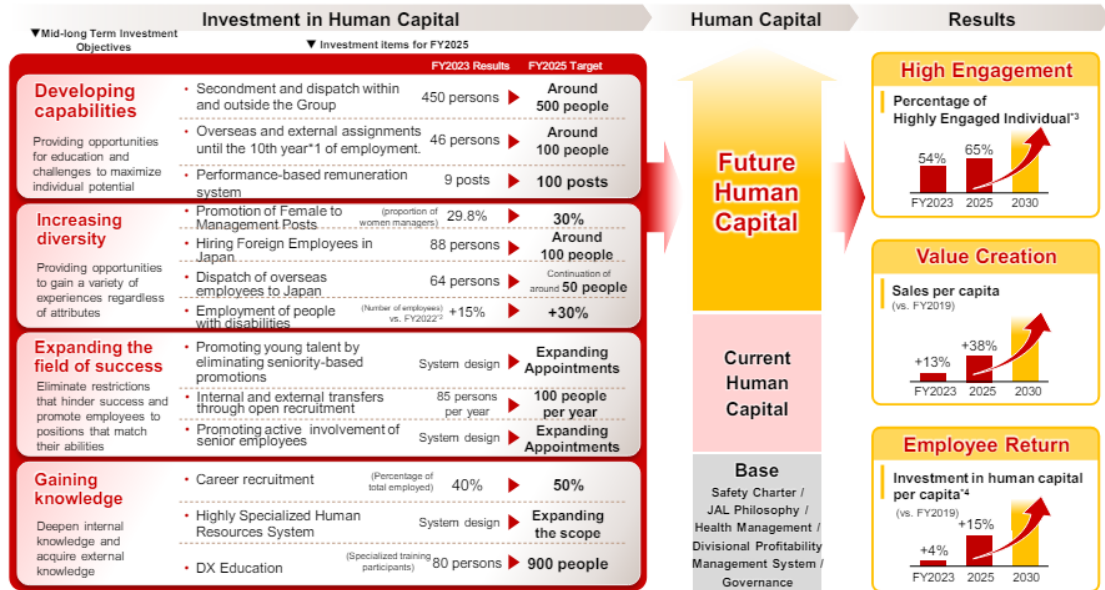 Investment in Human Capital
Human Capital
Results
▼Mid-long Term Investment
Objectives
▼ Investment items for FY2025
FY2023 Results
FY2025 Target
Developing
capabilities
Providing opportunities
for education and
challenges to maximize
individual potential
• Secondment and dispatch within
and outside the Group
450 persons
Around
500 people
• Overseas and external assignments
until the 10th year*1 of employment.
46 persons
Around
100 people
• Performance-based remuneration
system
9 posts
100 posts
Increasing
diversity
Providing opportunities
to gain a variety of
experiences regardless
of attributes
• Promotion of Female to
Management Posts
(proportion of
women managers)
29.8%
30%
• Hiring Foreign Employees in
Japan
88 persons
Around
100 people
• Dispatch of overseas
employees to Japan
64 persons
Continuation of
around 50 people
• Employment of people
with disabilities
(Number of employees)
vs. FY2022*2
+15%
+30%
Expanding the
field of success
Eliminate restrictions
that hinder success and
promote employees to
positions that match
their abilities
• Promoting young talent by
eliminating seniority-based
promotions
System design
Expanding
Appointments
• Internal and external transfers
through open recruitment
85 persons
per year
100 people
per year
• Promoting active involvement of
senior employees
System design
Expanding
Appointments
Gaining
knowledge
Deepen internal
knowledge and
acquire external
knowledge
• Career recruitment
(Percentage of
total employed)
40%
50%
• Highly Specialized Human
Resources System
System design
Expanding
the scope
• DX Education
(Specialized training
participants)
80 persons
900 people
Future
Human
Capital
Current
Human
Capital
Base
Safety Charter /
JAL Philosophy /
Health Management /
Divisional Profitability
Management System /
Governance
High Engagement
Percentage of
Highly Engaged Individual*3
54%
65%
FY2023 2025 2030
Value Creation
Sales per capita
(vs. FY2019)
+13%
+38%
FY2023 2025 2030
Employee Return
Investment in human capital
per capita*4
(vs. FY2019)
+4%
+15%
FY2023 2025 2030